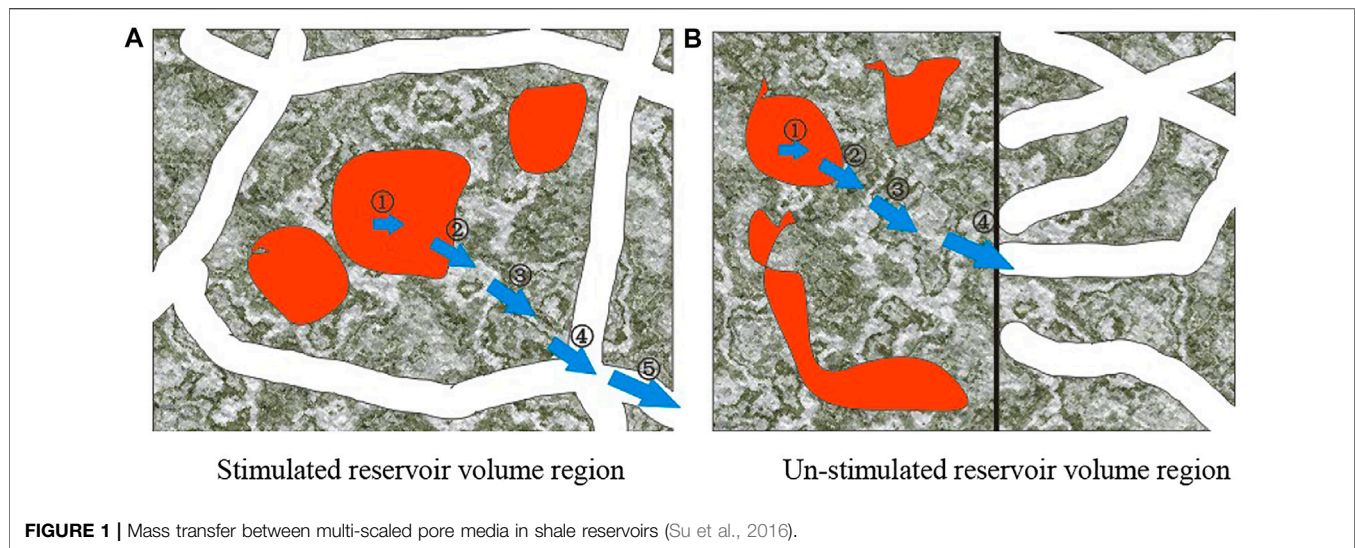 A
B
①
②
③
④
⑤
①
②
③
④
Stimulated reservoir volume region
Un-stimulated reservoir volume region
FIGURE 1 | Mass transfer between multi-scaled pore media in shale reservoirs (Su et al., 2016).